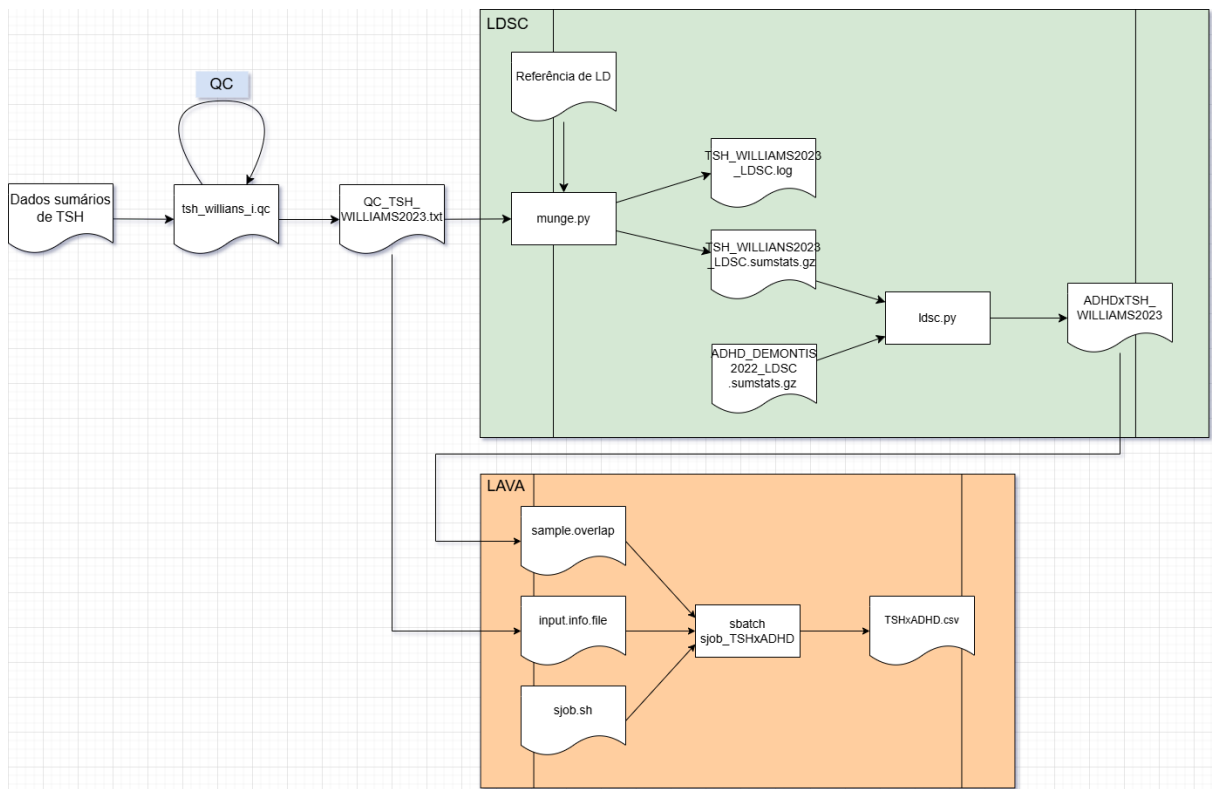 LDSC
Referência de LD
QC
TSH_WILLIAMS2023
_LDSC.log
Dados sumários
de TSH
tsh_willians_i.qc
QC_TSH_
WILLIAMS2023.txt
munge.py
TSH_WILLIANS2023
_LDSC.sumstats.gz
ldsc.py
ADHDxTSH_
WILLIAMS2023
ADHD_DEMONTIS
2022_LDSC
.sumstats.gz
LAVA
sample.overlap
input.info.file
sbatch
sjob_TSHxADHD
TSHxADHD.csv
sjob.sh